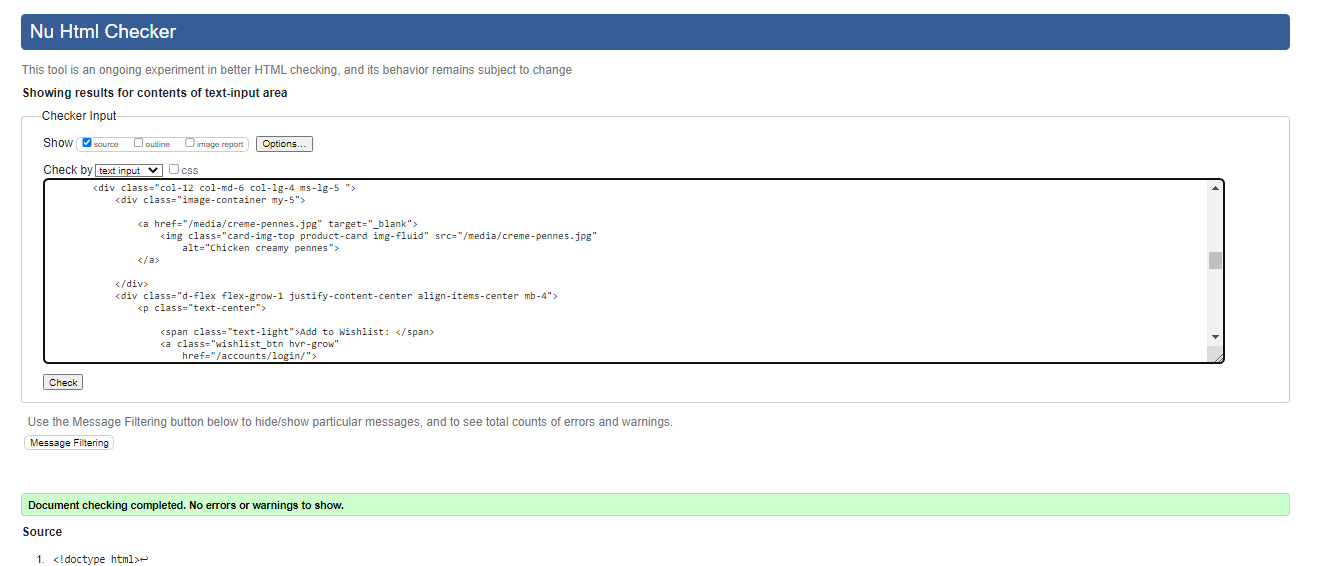 Nu Html Checker
This tool is an ongoing experiment in better HTML checking, and its behavior remains subject to change
Showing results for contents of text-input area
Checker Input
Show source outline image report Options...
Check by text input css
<div class="col-12 col-md-6 col-lg-4 ms-lg-5 ">
<div class="image-container my-5">
<a href="/media/creme-pennes.jpg" target="_blank">
<img class="card-img-top product-card img-fluid" src="/media/creme-pennes.jpg"
alt="Chicken creamy pennes">
</a>
</div>
<div class="d-flex flex-grow-1 justify-content-center align-items-center mb-4">
<p class="text-center">
<span class="text-light">Add to Wishlist: </span>
<a class="wishlist_btn hvr-grow"
href="/accounts/login/">
Check
Use the Message Filtering button below to hide/show particular messages, and to see total counts of errors and warnings.
Message Filtering
Document checking completed. No errors or warnings to show.
Source
1. <!doctype html>↩